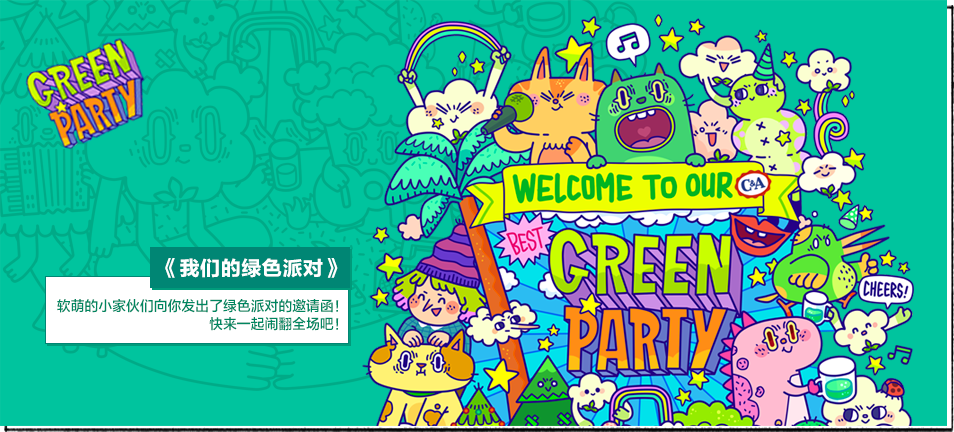 GREEN
PARTY
WELCOME TO OUR C&A
BEST
GREEN
PARTY
CHEERS!
《我们的绿色派对》
软萌的小家伙们向你发出了绿色派对的邀请函！
快来一起闹翻全场吧！